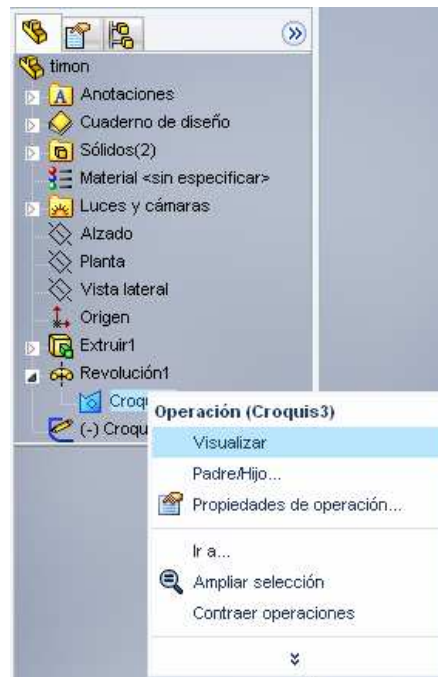 timon
Anotaciones
Cuaderno de diseño
Sólidos(2)
Material <sin especificar>
Luces y cámaras
Alzado
Planta
Vista lateral
Origen
Extruir1
Revolución1
Croqu
(-) Croqu
Operación (Croquis3)
Visualizar
Padre/Hijo...
Propiedades de operación...
Ir a...
Ampliar selección
Contraer operaciones